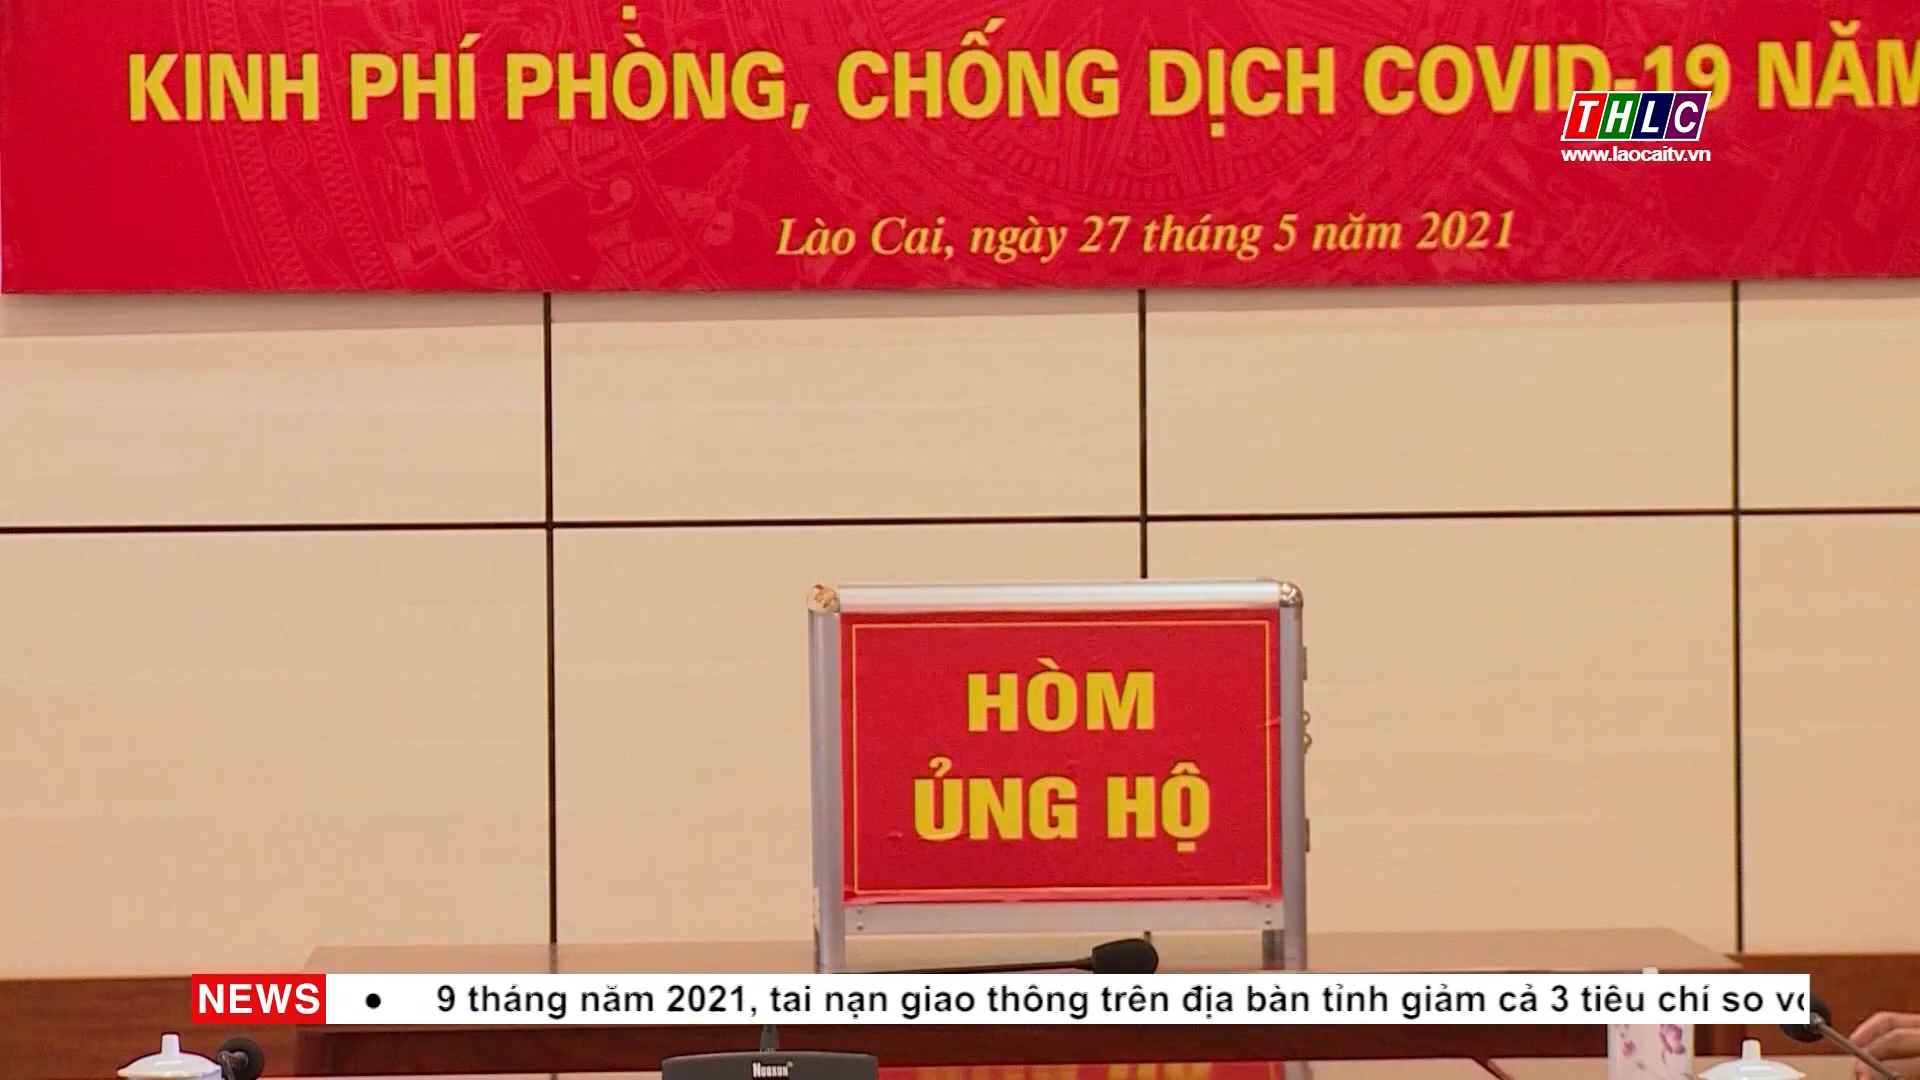 KINH PHÍ PHÒNG, CHỐNG DỊCH COVID-19 NĂM
THLC
www.laocaitv.vn
Lào Cai, ngày 27 tháng 5 năm 2021
HÒM
ỦNG HỘ
NEWS • 9 tháng năm 2021, tai nạn giao thông trên địa bàn tỉnh giảm cả 3 tiêu chí so
Nuoxun